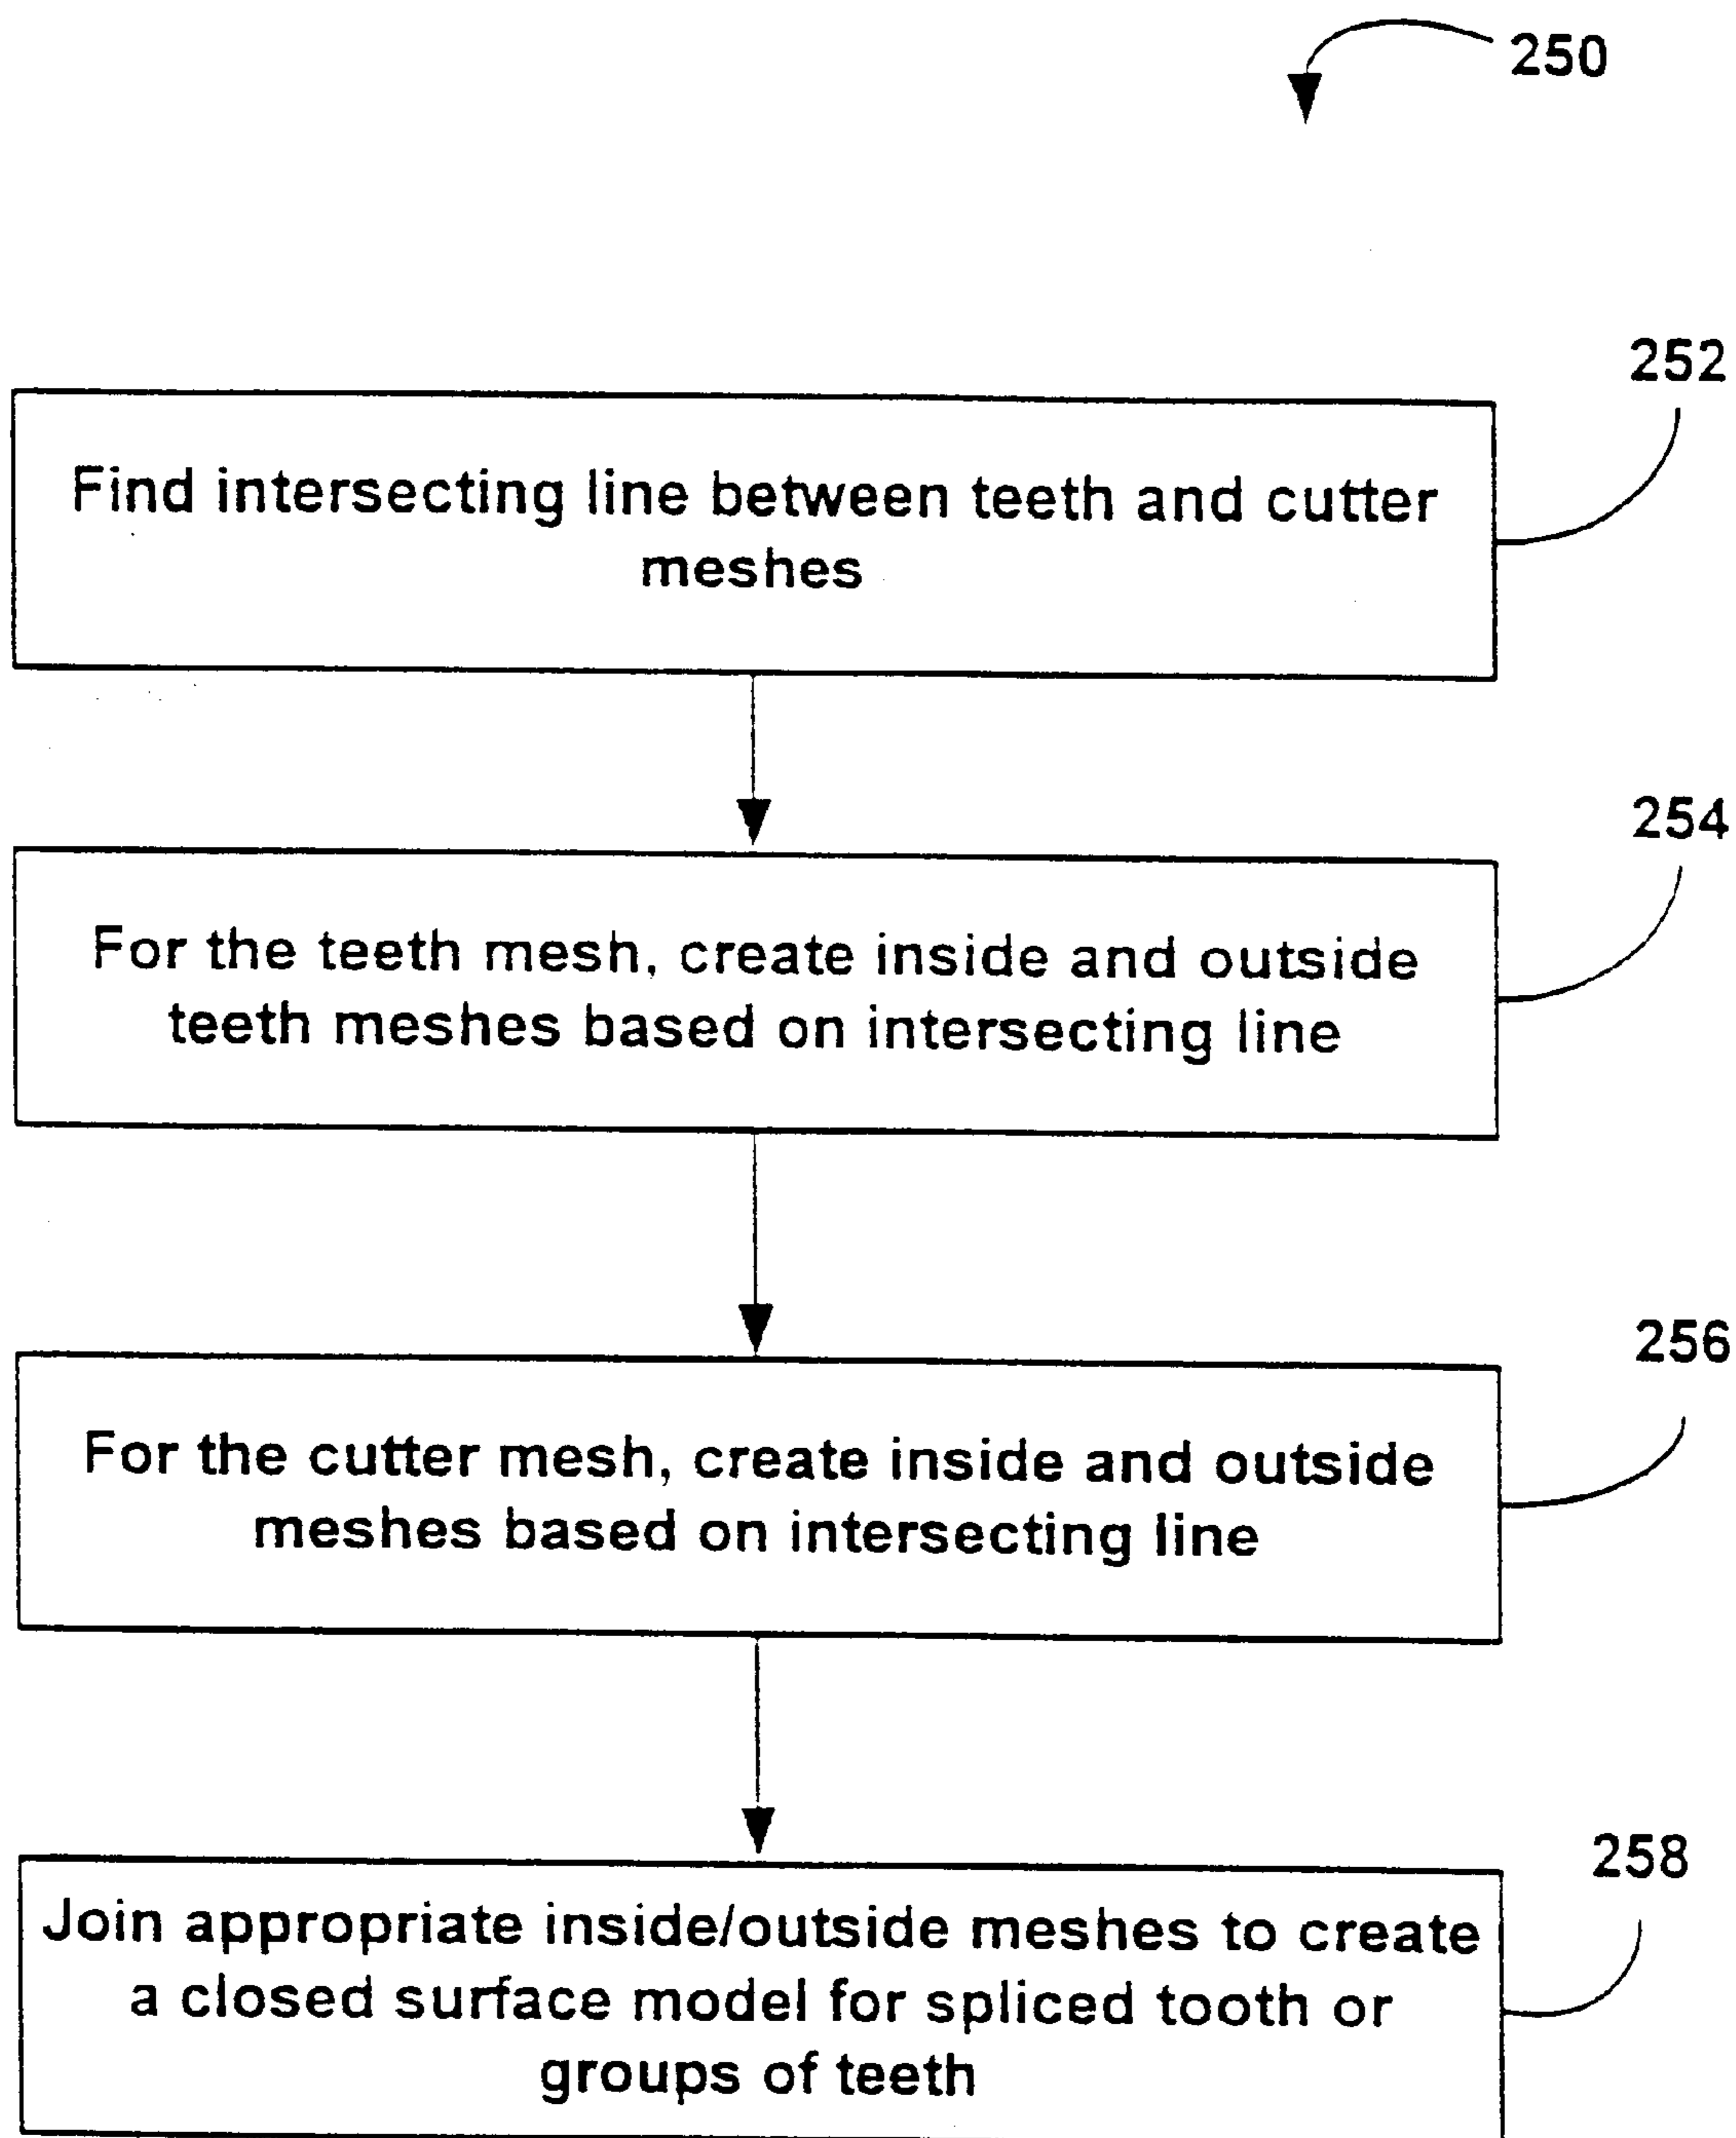 250
252
Find intersecting line between teeth and cutter
meshes
254
For the teeth mesh, create inside and outside
teeth meshes based on intersecting line
256
For the cutter mesh, create inside and outside
meshes based on intersecting line
258
Join appropriate inside/outside meshes to create
a closed surface model for spliced tooth or
groups of teeth